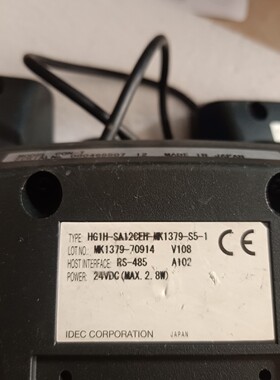 TYPE HG1H-SA12CEH-MK1379-S5-1
LOT NO. MK1379-70914 V108
HOST INTERFACE: RS-485 A102
POWER: 24VDC(MAX. 2.8W)
CE
IDEC CORPORATION JAPAN